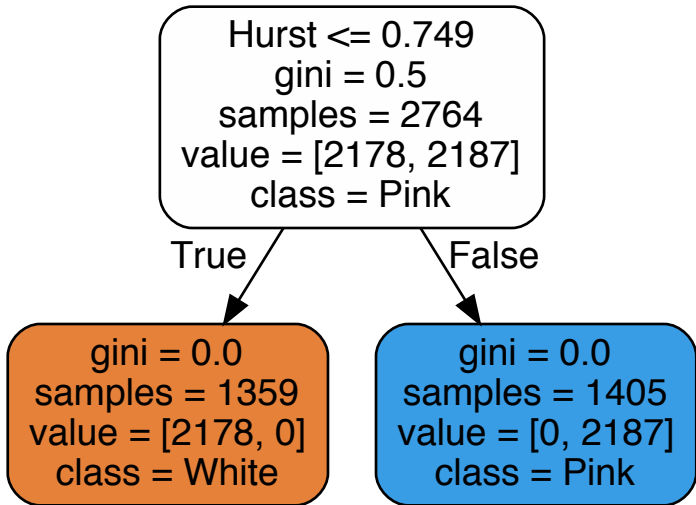 Hurst <= 0.749
gini = 0.5
samples = 2764
value = [2178, 2187]
class = Pink
True
False
gini = 0.0
samples = 1359
value = [2178, 0]
class = White
gini = 0.0
samples = 1405
value = [0, 2187]
class = Pink